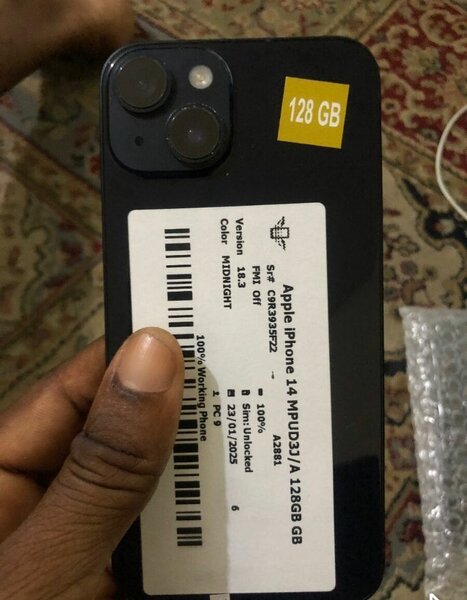 128 GB
Apple iPhone 14 MPUD3J/A 128GB GB
Sr# C9R3935F22 → A2881
FMI Off 100%
Version 18.3 Sim:Unlocked
Color MIDNIGHT 23/01/2025 6
1 PC 9
100% Working Phone